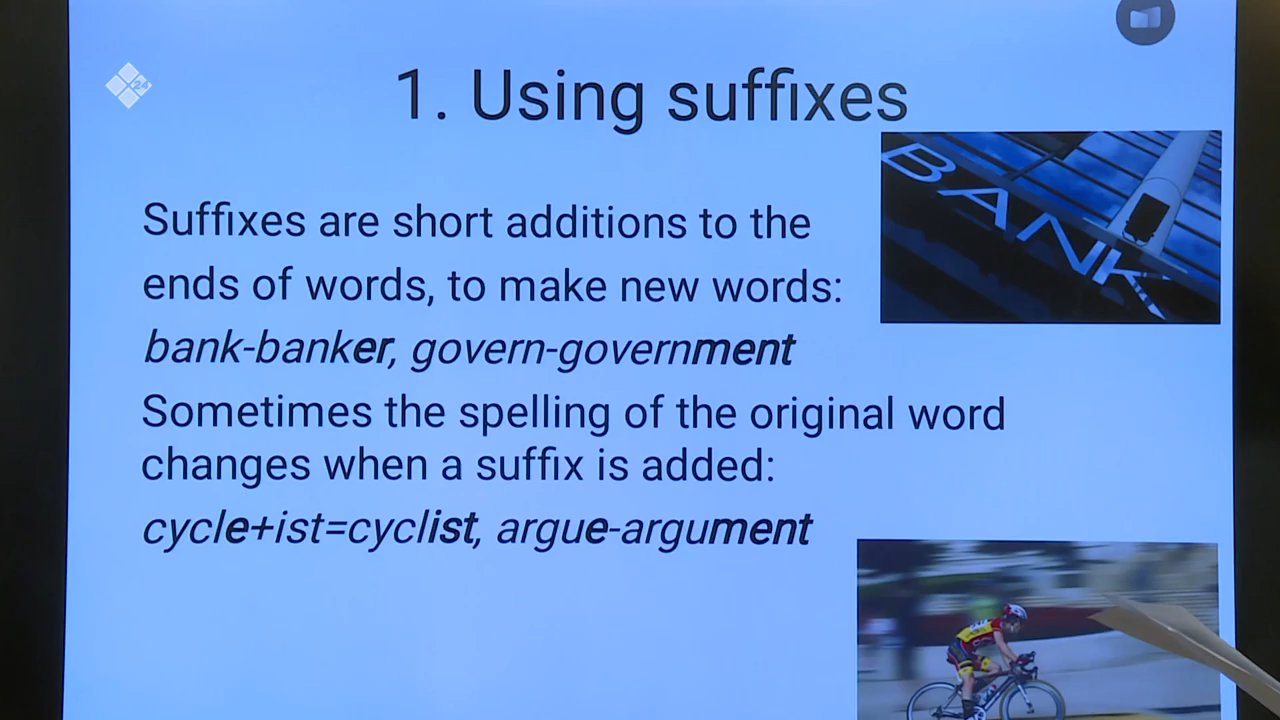 24
1. Using suffixes
BANK
Suffixes are short additions to the
ends of words, to make new words:
bank-banker, govern-government
Sometimes the spelling of the original word
changes when a suffix is added:
cycle+ist=cyclist, argue-argument